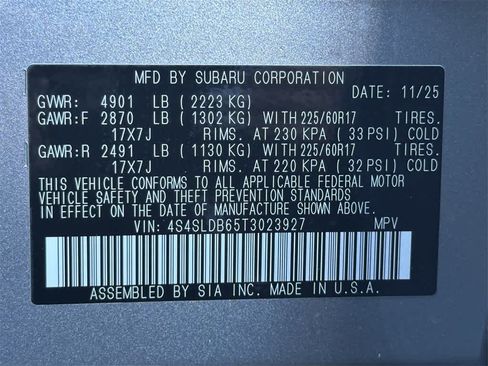 MFD BY SUBARU CORPORATION
DATE: 11/25
GVWR: 4901 LB (2223 KG)
GAWR:F 2870 LB (1302 KG) WITH 225/60R17 TIRES.
17X7J RIMS. AT 230 KPA (33 PSI) COLD
GAWR:R 2491 LB (1130 KG) WITH 225/60R17 TIRES.
17X7J RIMS. AT 220 KPA (32 PSI) COLD
THIS VEHICLE CONFORMS TO ALL APPLICABLE FEDERAL MOTOR
VEHICLE SAFETY AND THEFT PREVENTION STANDARDS
IN EFFECT ON THE DATE OF MANUFACTURE SHOWN ABOVE.
VIN: 4S4SLDB65T3023927 MPV
ASSEMBLED BY SIA INC. MADE IN U.S.A.